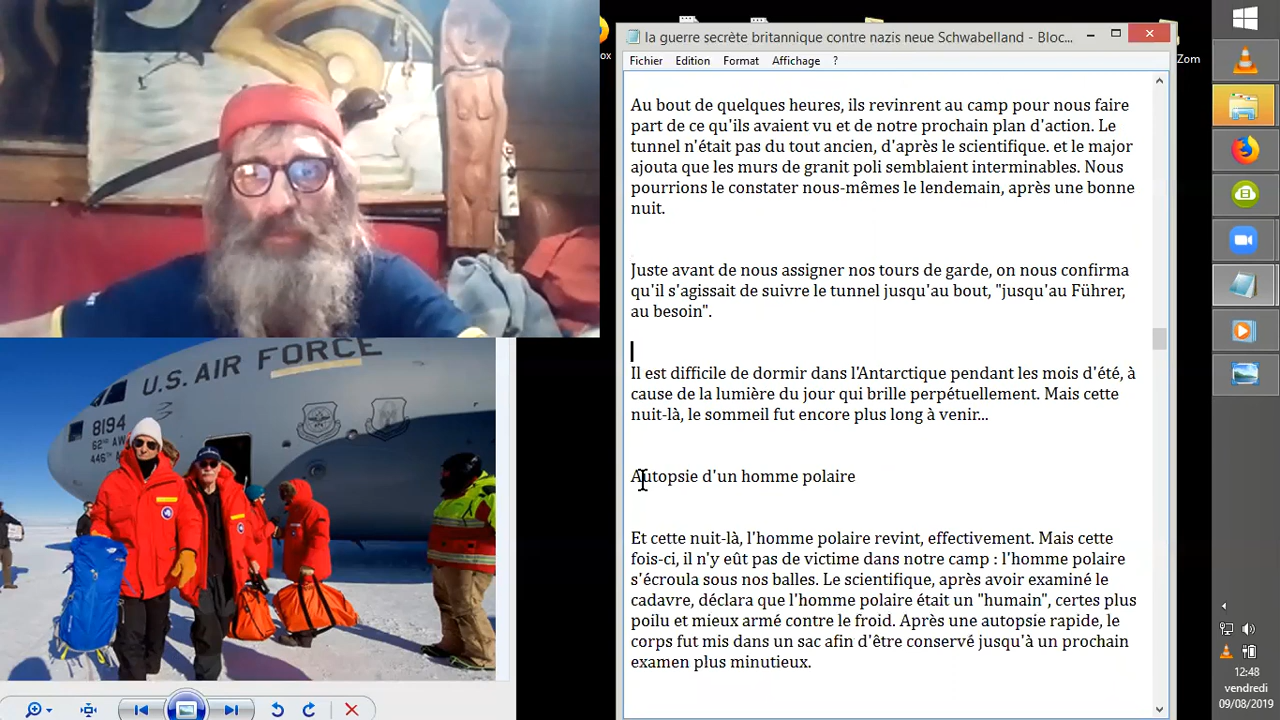 la guerre secrète britannique contre nazis neue Schwabelland - Bloc...
Fichier Edition Format Affichage ?
Au bout de quelques heures, ils revinrent au camp pour nous faire
part de ce qu'ils avaient vu et de notre prochain plan d'action. Le
tunnel n'était pas du tout ancien, d'après le scientifique. et le major
ajouta que les murs de granit poli semblaient interminables. Nous
pourrions le constater nous-mêmes le lendemain, après une bonne
nuit.
Juste avant de nous assigner nos tours de garde, on nous confirma
qu'il s'agissait de suivre le tunnel jusqu'au bout, "jusqu'au Führer,
au besoin".
Il est difficile de dormir dans l'Antarctique pendant les mois d'été, à
cause de la lumière du jour qui brille perpétuellement. Mais cette
nuit-là, le sommeil fut encore plus long à venir...
Autopsie d'un homme polaire
Et cette nuit-là, l'homme polaire revint, effectivement. Mais cette
fois-ci, il n'y eût pas de victime dans notre camp : l'homme polaire
s'écroula sous nos balles. Le scientifique, après avoir examiné le
cadavre, déclara que l'homme polaire était un "humain", certes plus
poilu et mieux armé contre le froid. Après une autopsie rapide, le
corps fut mis dans un sac afin d'être conservé jusqu'à un prochain
examen plus minutieux.
U.S. AIR FORCE
8194
62ND AW
446TH AW
ox
Zom
12:48
vendredi
09/08/2019